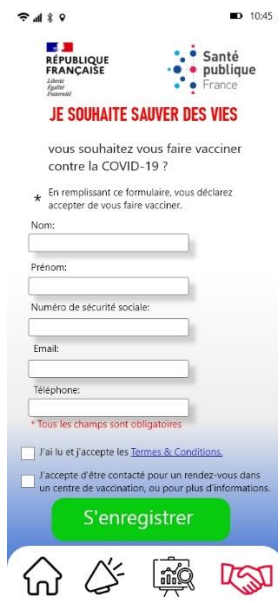 10:45
RÉPUBLIQUE
FRANÇAISE
Liberté
Égalité
Fraternité
Santé
publique
France
JE SOUHAITE SAUVER DES VIES
vous souhaitez vous faire vacciner
contre la COVID-19 ?
* En remplissant ce formulaire, vous déclarez
accepter de vous faire vacciner.
Nom:
Prénom:
Numéro de sécurité sociale:
Email:
Téléphone:
* Tous les champs sont obligatoires
J'ai lu et j'accepte les Termes & Conditions.
J'accepte d'être contacté pour un rendez-vous dans
un centre de vaccination, ou pour plus d'informations.
S'enregistrer